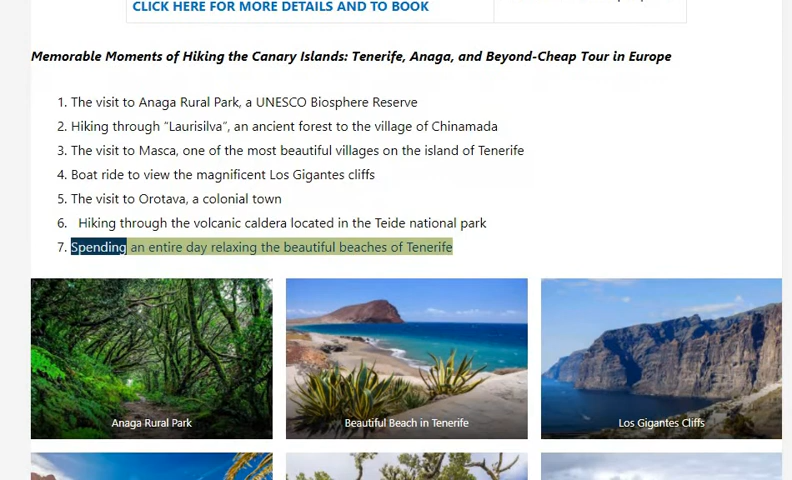 CLICK HERE FOR MORE DETAILS AND TO BOOK
Memorable Moments of Hiking the Canary Islands: Tenerife, Anaga, and Beyond-Cheap Tour in Europe
1. The visit to Anaga Rural Park, a UNESCO Biosphere Reserve
2. Hiking through “Laurisilva”, an ancient forest to the village of Chinamada
3. The visit to Masca, one of the most beautiful villages on the island of Tenerife
4. Boat ride to view the magnificent Los Gigantes cliffs
5. The visit to Orotava, a colonial town
6. Hiking through the volcanic caldera located in the Teide national park
7. Spending an entire day relaxing the beautiful beaches of Tenerife
Anaga Rural Park
Beautiful Beach in Tenerife
Los Gigantes Cliffs